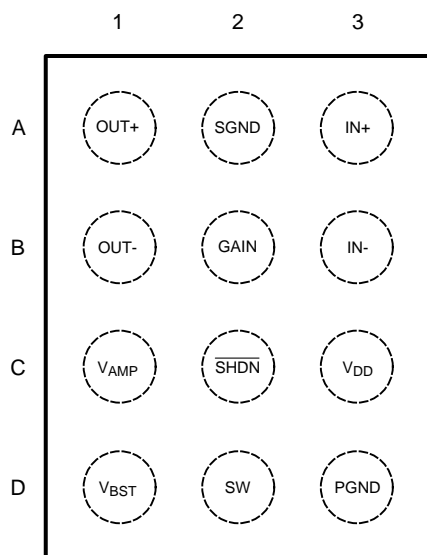 1 2 3
A OUT+ SGND IN+
B OUT- GAIN IN-
C VAMP SHDN VDD
D VBST SW PGND